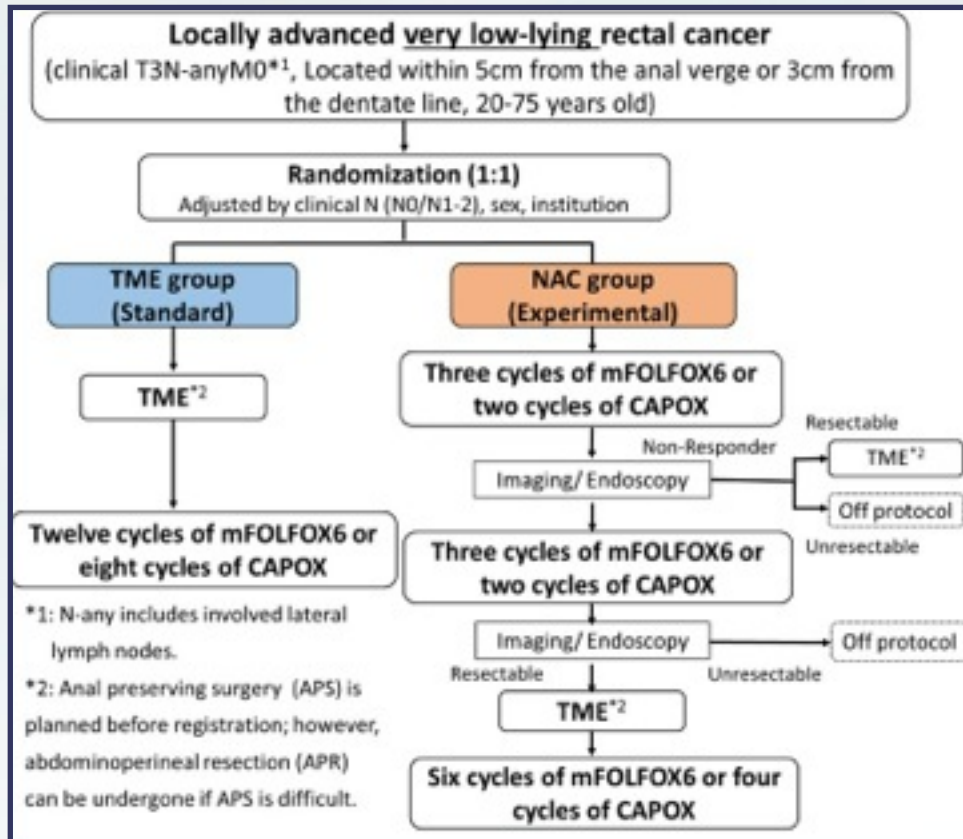 Locally advanced very low-lying rectal cancer
(clinical T3N-anyM0*1, Located within 5cm from the anal verge or 3cm from
the dentate line, 20-75 years old)
Randomization (1:1)
Adjusted by clinical N (N0/N1-2), sex, institution
TME group
(Standard)
TME*2
Twelve cycles of mFOLFOX6 or
eight cycles of CAPOX
*1: N-any includes involved lateral
lymph nodes.
*2: Anal preserving surgery (APS) is
planned before registration; however,
abdominoperineal resection (APR)
can be undergone if APS is difficult.
NAC group
(Experimental)
Three cycles of mFOLFOX6 or
two cycles of CAPOX
Imaging/ Endoscopy
Non-Responder
Resectable
TME*2
Off protocol
Unresectable
Three cycles of mFOLFOX6 or
two cycles of CAPOX
Imaging/ Endoscopy
Off protocol
Resectable
Unresectable
TME*2
Six cycles of mFOLFOX6 or four
cycles of CAPOX